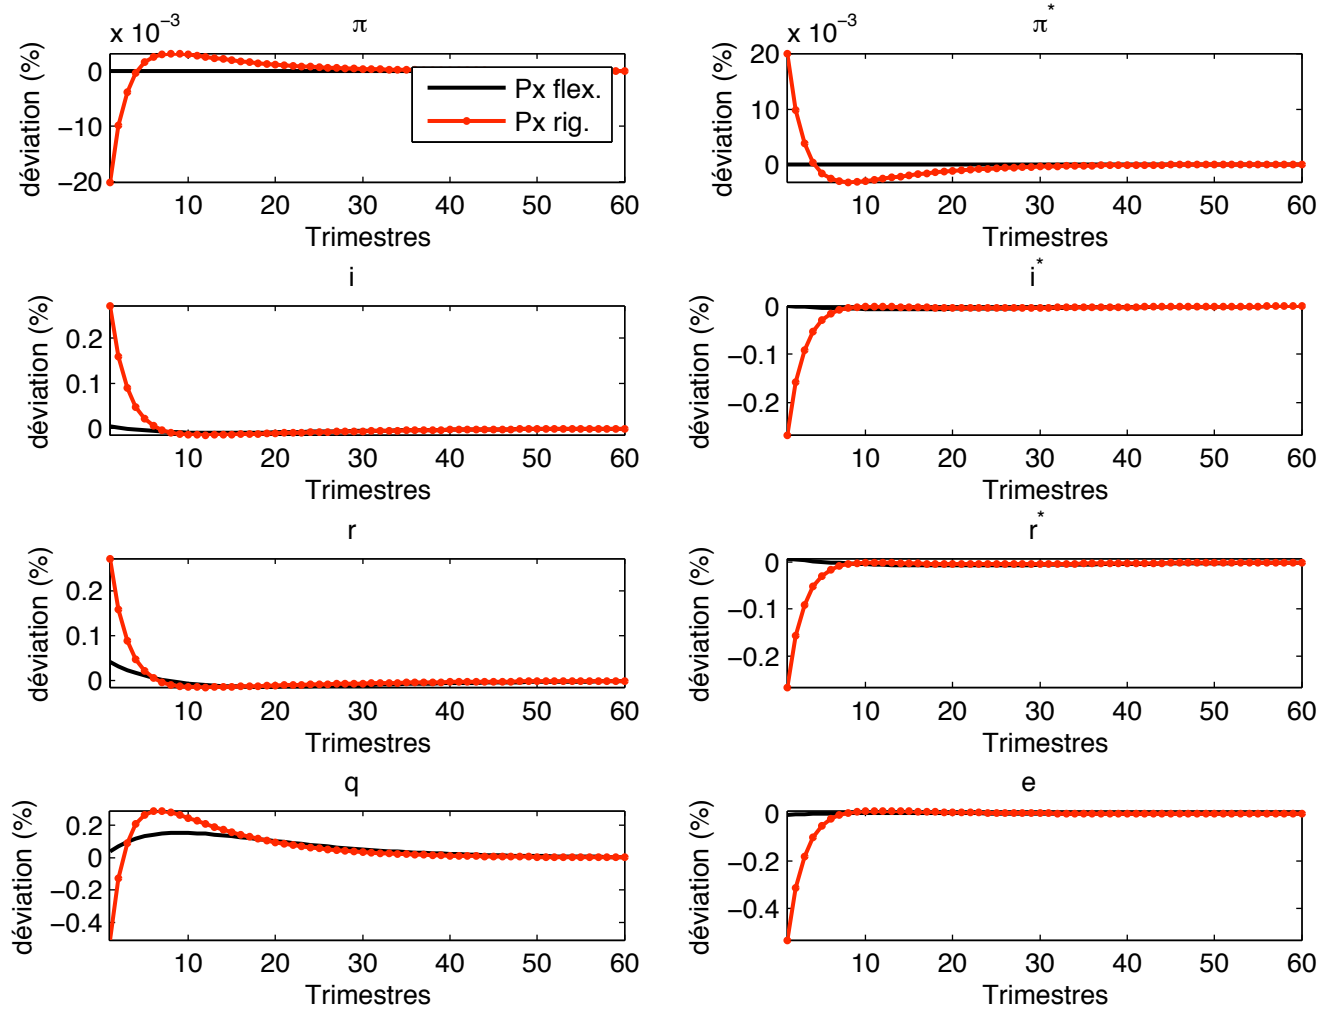 π
x 10⁻³
déviation (%)
0
−10
−20
Px flex.
Px rig.
10 20 30 40 50 60
Trimestres
π*
x 10⁻³
déviation (%)
20
10
0
10 20 30 40 50 60
Trimestres
i
déviation (%)
0.2
0.1
0
10 20 30 40 50 60
Trimestres
i*
déviation (%)
0
−0.1
−0.2
10 20 30 40 50 60
Trimestres
r
déviation (%)
0.2
0.1
0
10 20 30 40 50 60
Trimestres
r*
déviation (%)
0
−0.1
−0.2
10 20 30 40 50 60
Trimestres
q
déviation (%)
0.2
0
−0.2
−0.4
10 20 30 40 50 60
Trimestres
e
déviation (%)
0
−0.2
−0.4
10 20 30 40 50 60
Trimestres